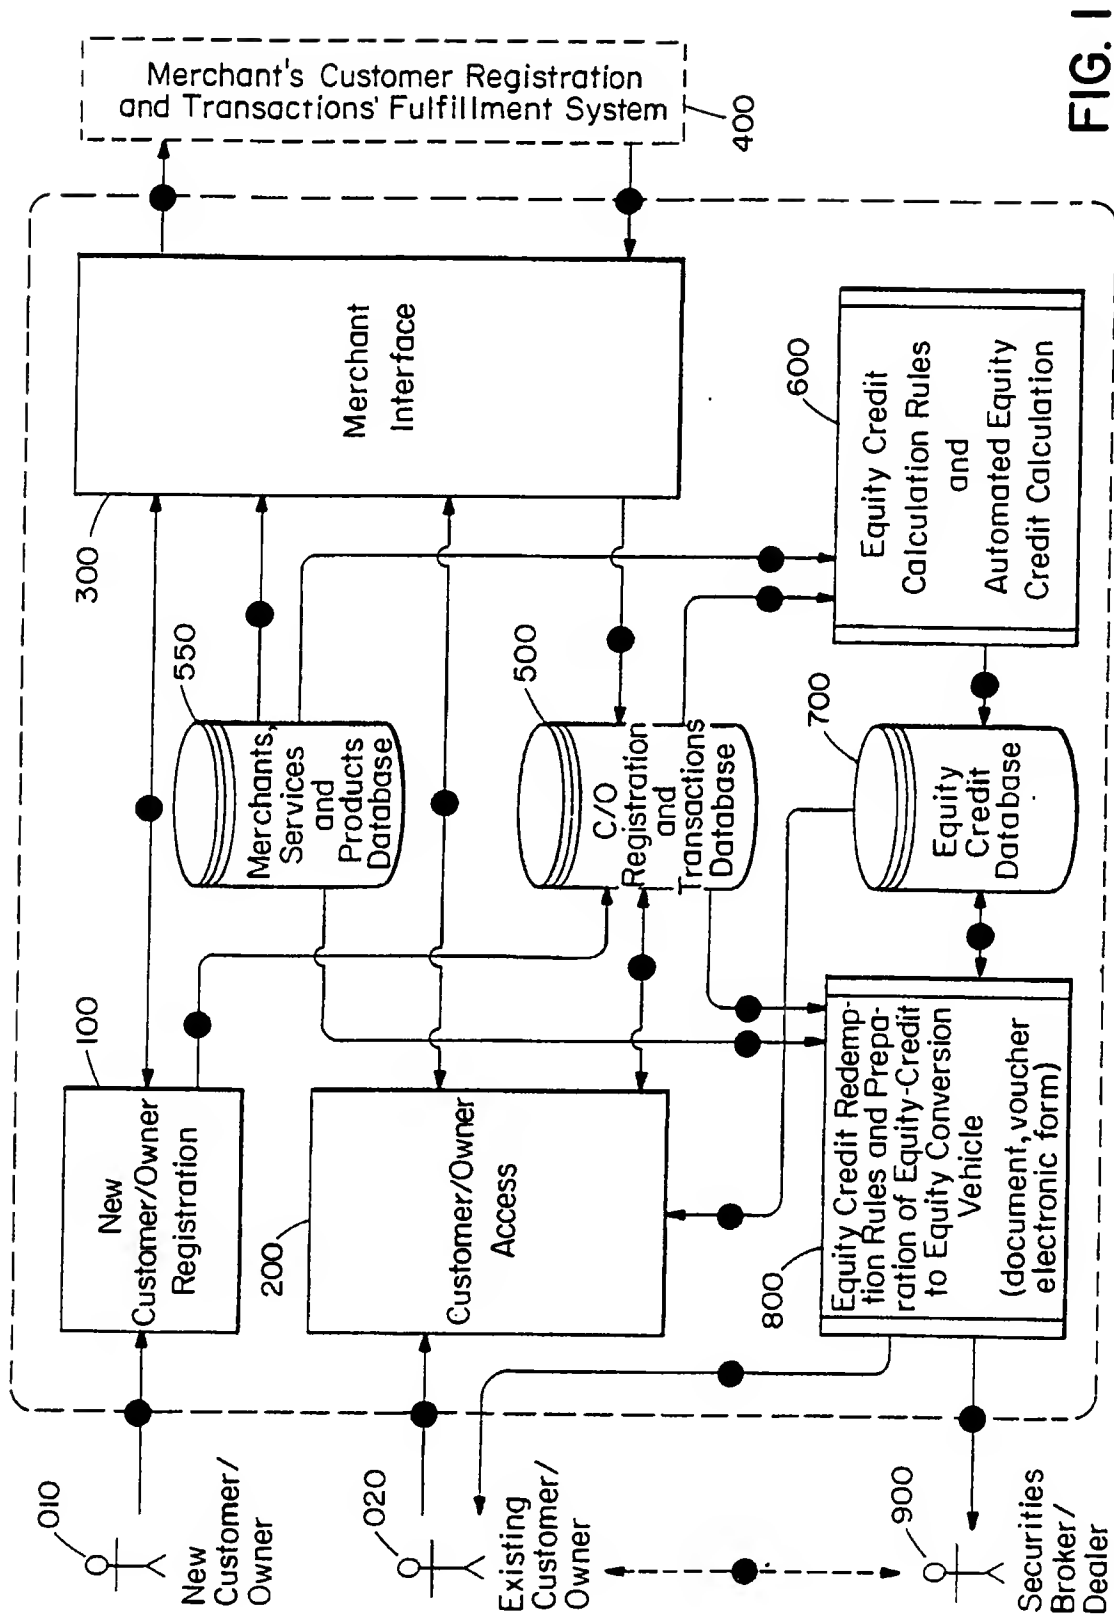 FIG. 1
010
New
Customer/
Owner
100
New
Customer/Owner
Registration
550
Merchants,
Services
and
Products
Database
300
Merchant
Interface
Merchant's Customer Registration
and Transactions' Fulfillment System
400
020
Existing
Customer/
Owner
200
Customer/Owner
Access
500
C/O
Registration
and
Transactions
Database
600
Equity Credit
Calculation Rules
and
Automated Equity
Credit Calculation
700
Equity
Credit
Database
800
Equity Credit Redemp-
tion Rules and Prepa-
ration of Equity-Credit
to Equity Conversion
Vehicle
(document, voucher
electronic form)
900
Securities
Broker/
Dealer